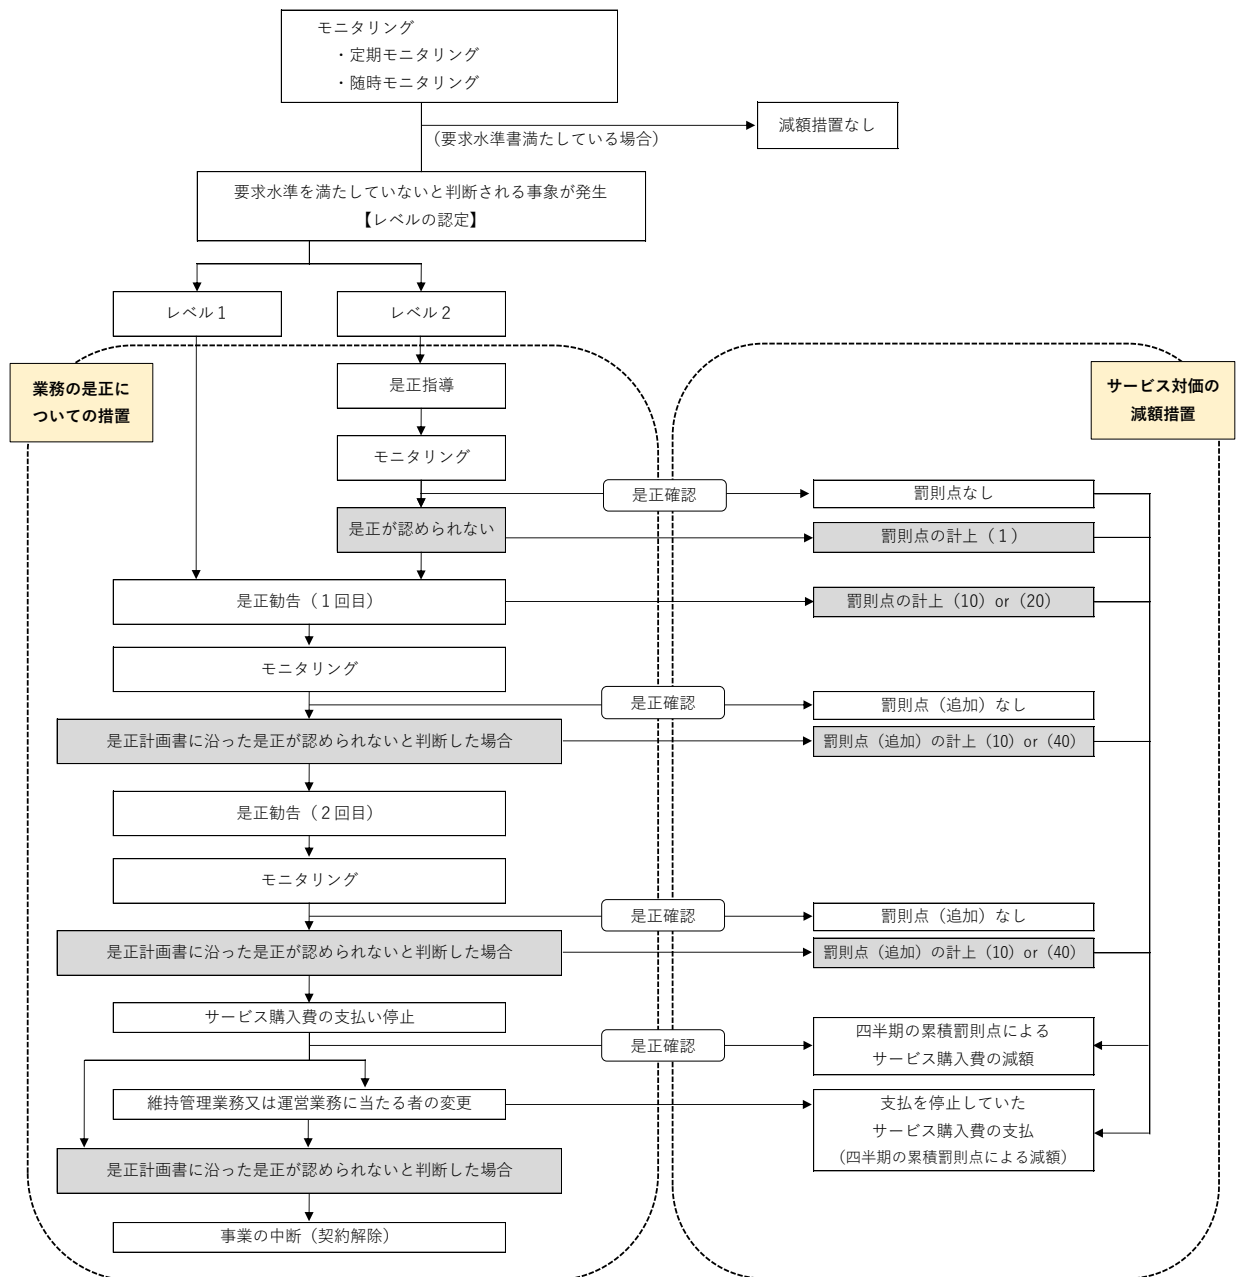 モニタリング
・定期モニタリング
・随時モニタリング
減額措置なし
(要求水準書満たしている場合)
要求水準を満たしていないと判断される事象が発生
【レベルの認定】
レベル１
レベル２
業務の是正に
ついての措置
サービス対価の
減額措置
是正指導
モニタリング
是正確認
罰則点なし
是正が認められない
罰則点の計上（１）
是正勧告（１回目）
罰則点の計上（10）or（20）
モニタリング
是正確認
罰則点（追加）なし
是正計画書に沿った是正が認められないと判断した場合
罰則点（追加）の計上（10）or（40）
是正勧告（２回目）
モニタリング
是正確認
罰則点（追加）なし
是正計画書に沿った是正が認められないと判断した場合
罰則点（追加）の計上（10）or（40）
サービス購入費の支払い停止
是正確認
四半期の累積罰則点による
サービス購入費の減額
維持管理業務又は運営業務に当たる者の変更
支払を停止していた
サービス購入費の支払
(四半期の累積罰則点による減額)
是正計画書に沿った是正が認められないと判断した場合
事業の中断（契約解除）